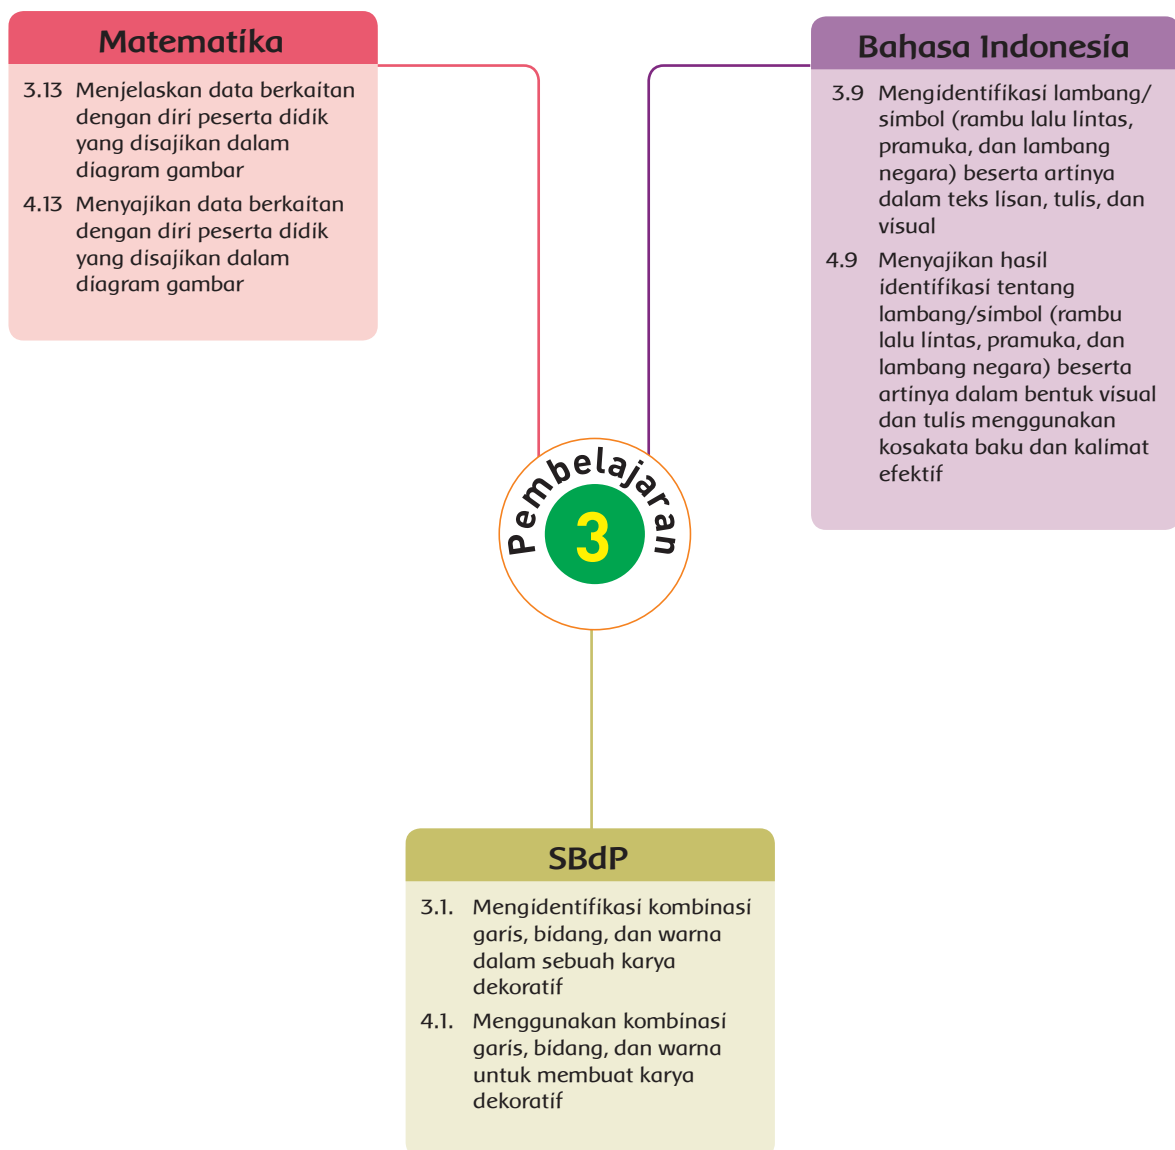 Matematika
3.13 Menjelaskan data berkaitan
dengan diri peserta didik
yang disajikan dalam
diagram gambar
4.13 Menyajikan data berkaitan
dengan diri peserta didik
yang disajikan dalam
diagram gambar
Bahasa Indonesia
3.9 Mengidentifikasi lambang/
simbol (rambu lalu lintas,
pramuka, dan lambang
negara) beserta artinya
dalam teks lisan, tulis, dan
visual
4.9 Menyajikan hasil
identifikasi tentang
lambang/simbol (rambu
lalu lintas, pramuka, dan
lambang negara) beserta
artinya dalam bentuk visual
dan tulis menggunakan
kosakata baku dan kalimat
efektif
Pembelajaran
3
SBdP
3.1. Mengidentifikasi kombinasi
garis, bidang, dan warna
dalam sebuah karya
dekoratif
4.1. Menggunakan kombinasi
garis, bidang, dan warna
untuk membuat karya
dekoratif